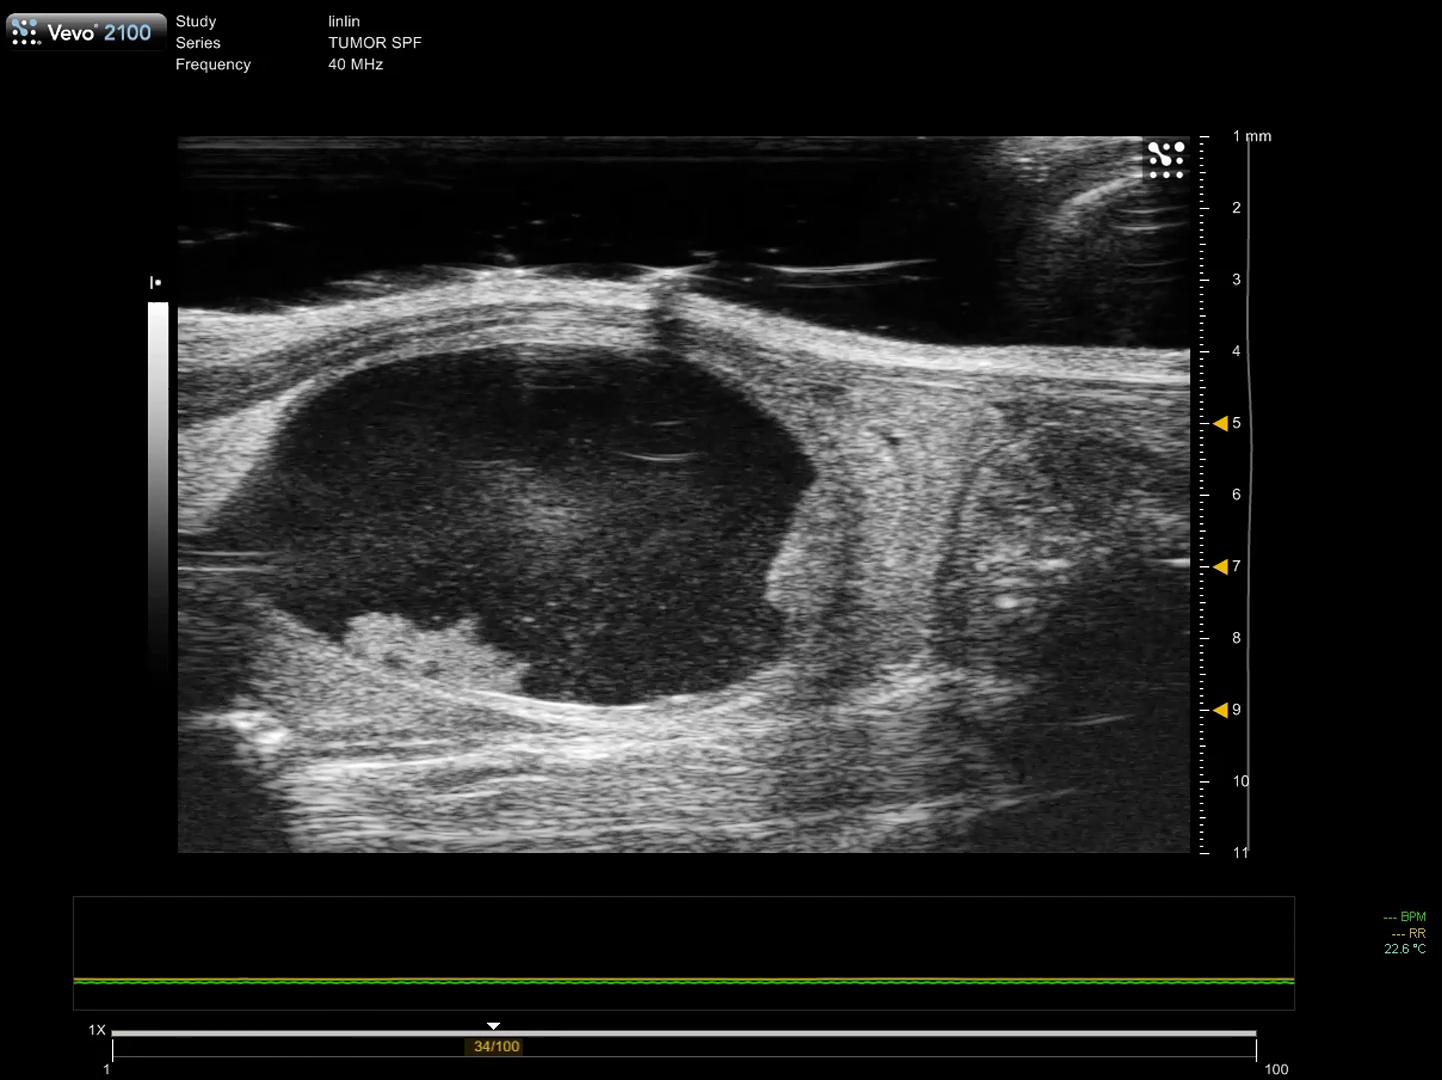 Vevo® 2100
Study linlin
Series TUMOR SPF
Frequency 40 MHz
1 mm
2
3
4
5
6
7
8
9
10
11
--- BPM
--- RR
22.6 °C
1X
34/100
1
100